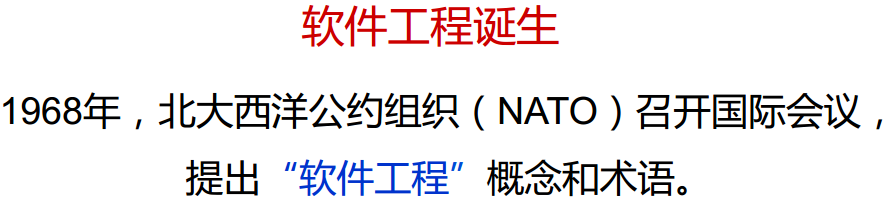 软件工程诞生
1968年，北大西洋公约组织（NATO）召开国际会议，
提出“软件工程”概念和术语。